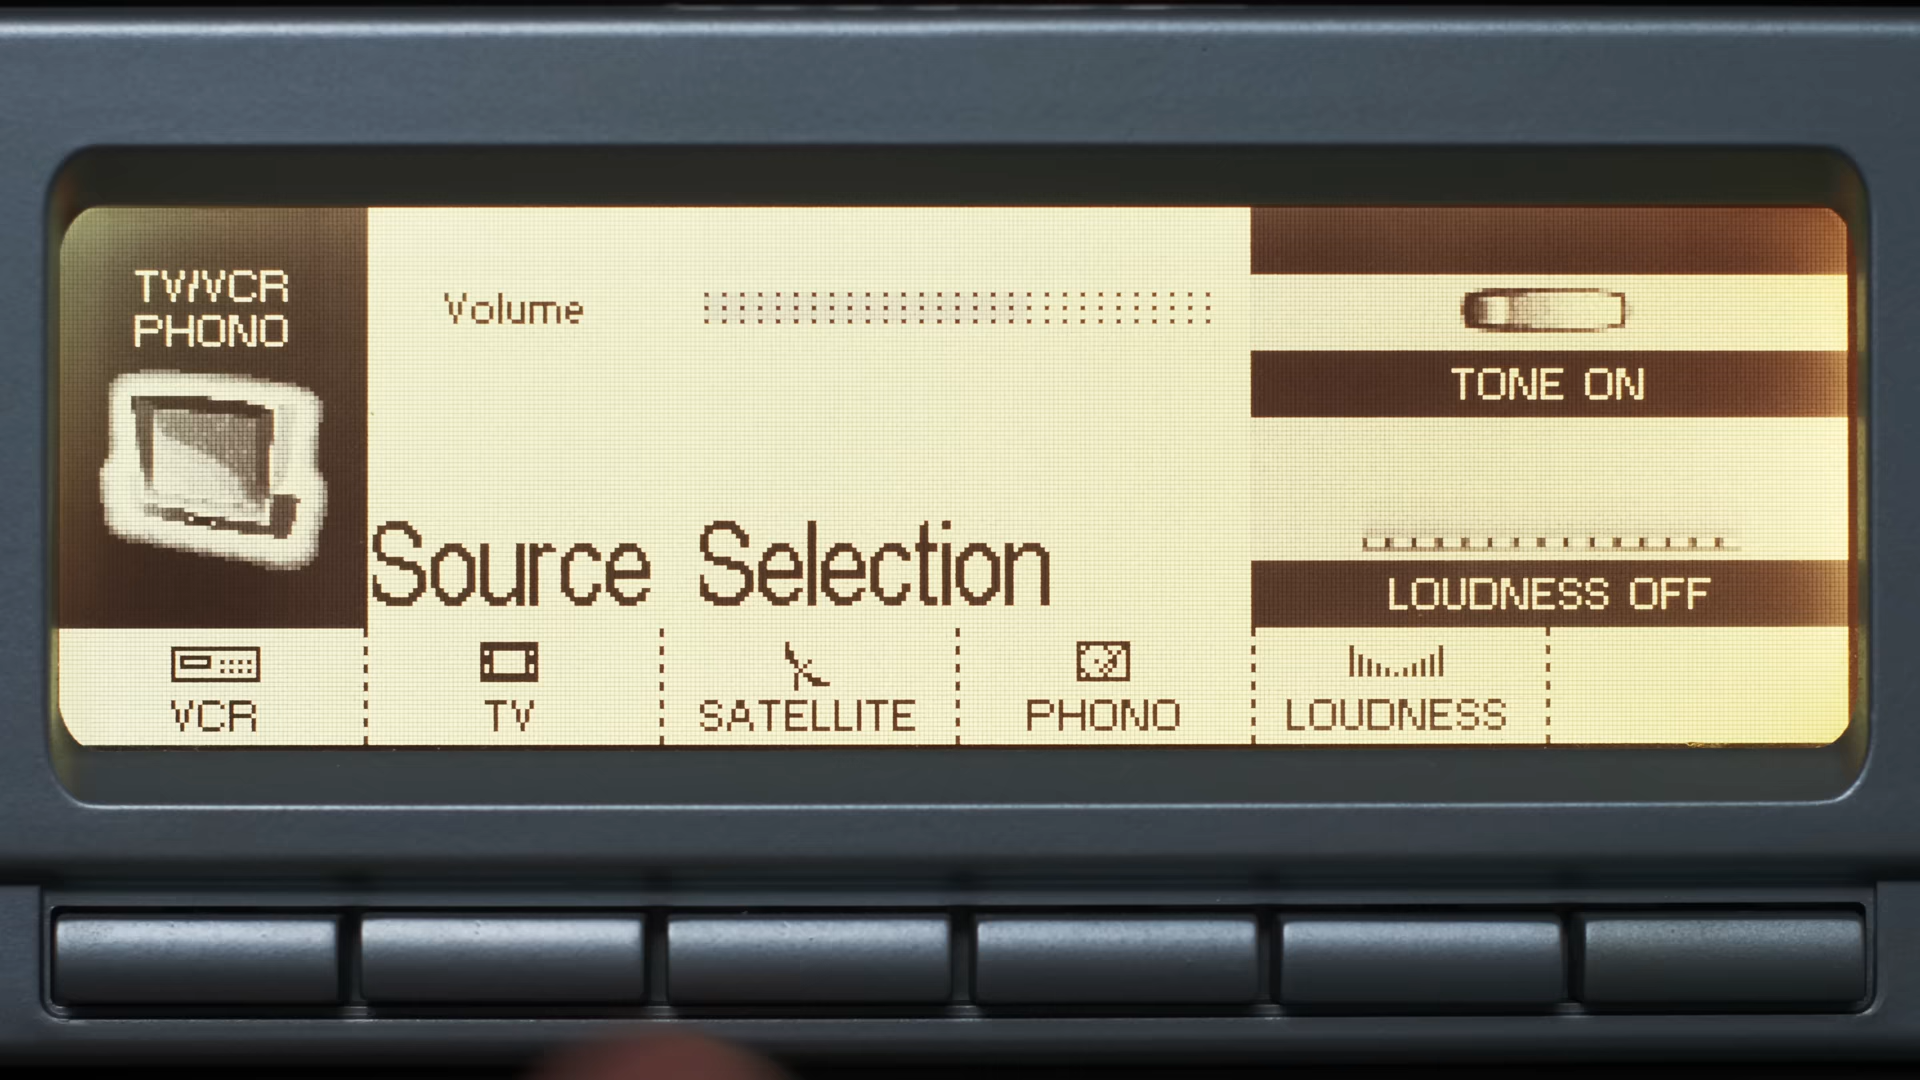 TV/VCR
PHONO
Volume
TONE ON
Source Selection
LOUDNESS OFF
VCR
TV
SATELLITE
PHONO
LOUDNESS